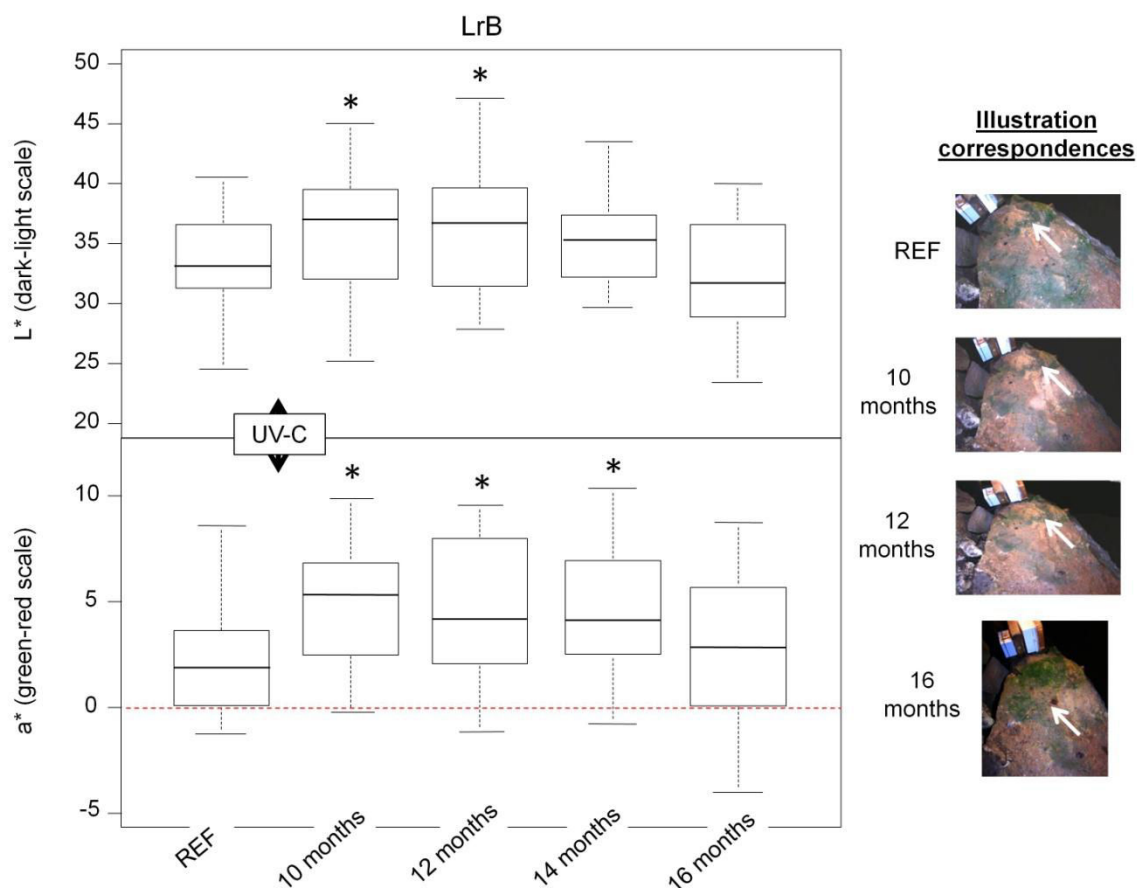 LrB
50
45
40
35
30
25
20
L* (dark-light scale)
*
*
UV-C
10
5
0
-5
a* (green-red scale)
*
*
*
REF
10 months
12 months
14 months
16 months
Illustration
correspondences
REF
10
months
12
months
16
months